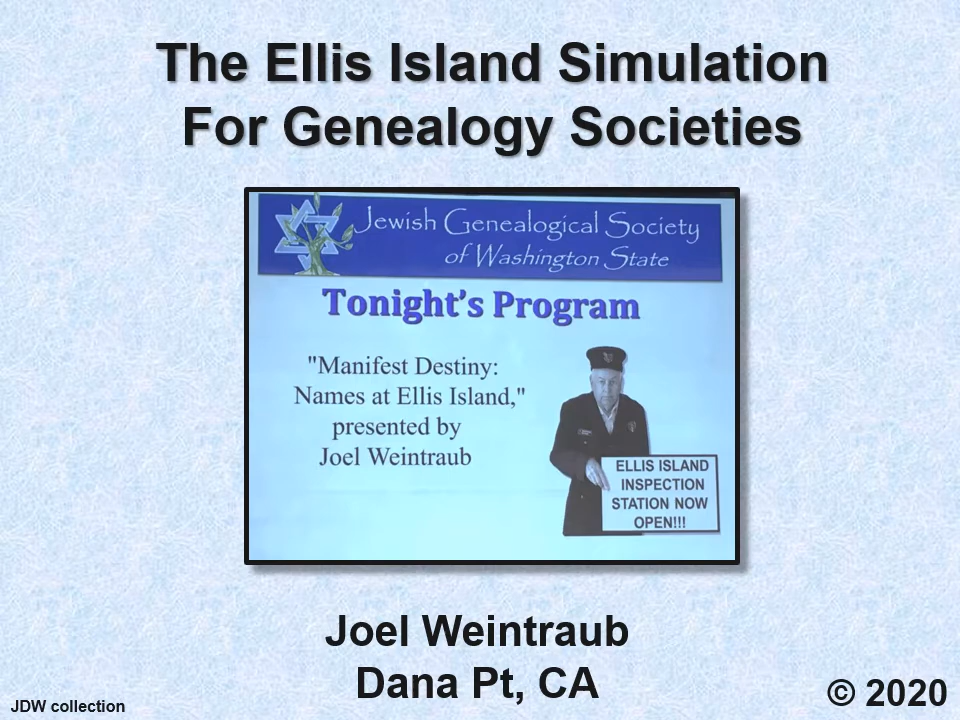 The Ellis Island Simulation
For Genealogy Societies
Jewish Genealogical Society
of Washington State
Tonight's Program
"Manifest Destiny:
Names at Ellis Island,"
presented by
Joel Weintraub
ELLIS ISLAND
INSPECTION
STATION NOW
OPEN!!!
Joel Weintraub
Dana Pt, CA
JDW collection
© 2020